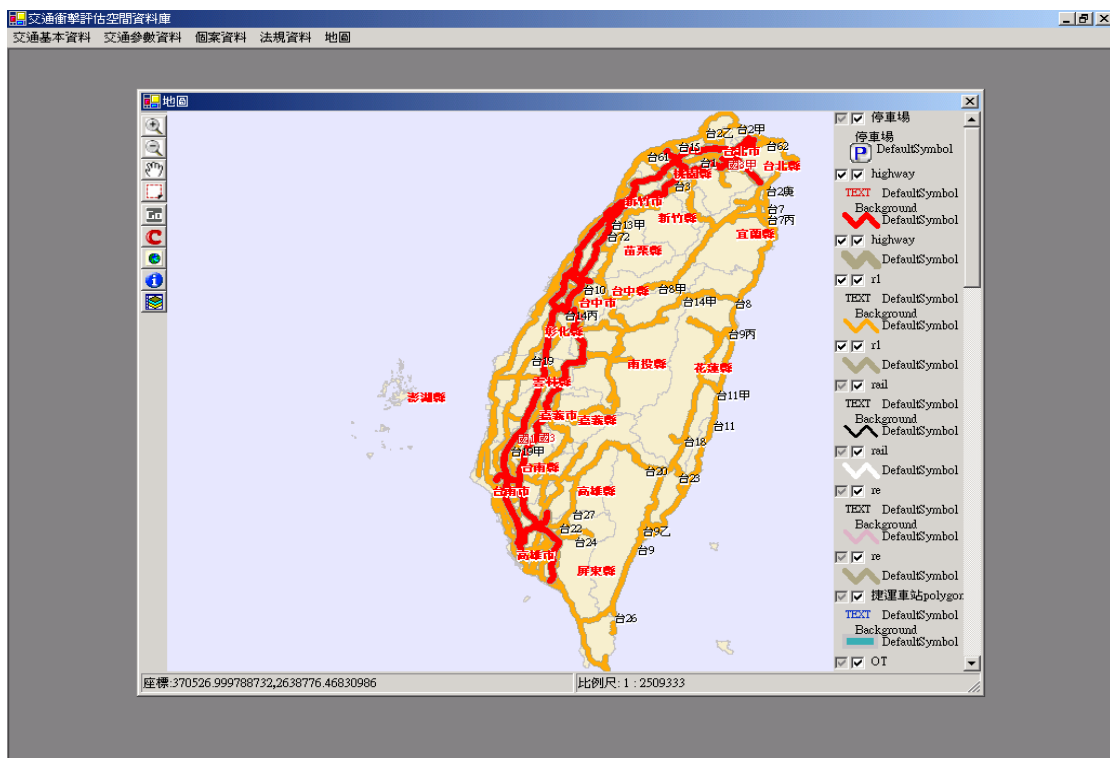 交通衝擊評估空間資料庫
交通基本資料 交通參數資料 個案資料 法規資料 地圖
地圖
台2乙 台2甲
台15 台北市 台62
台61 國3甲 台北縣
桃園縣
台3 台2庚
新竹市
新竹縣 台7
台13甲 台7丙
台72 宜蘭縣
苗栗縣
台10 台中縣 台8甲
台中市 台14甲 台8
台14丙
彰化縣 台9丙
台19 南投縣 花蓮縣
雲林縣
澎湖縣 台11甲
嘉義市 嘉義縣
台11
國1 國3 台18
台19甲
台南縣 台20 台23
台南市 高雄縣
台27
台22 台9乙
台24 台9
高雄市
屏東縣
台26
停車場
停車場
P DefaultSymbol
highway
TEXT DefaultSymbol
Background
DefaultSymbol
highway
DefaultSymbol
r1
TEXT DefaultSymbol
Background
DefaultSymbol
r1
DefaultSymbol
rail
TEXT DefaultSymbol
Background
DefaultSymbol
rail
DefaultSymbol
re
TEXT DefaultSymbol
Background
DefaultSymbol
re
DefaultSymbol
捷運車站polygon
TEXT DefaultSymbol
Background
DefaultSymbol
OT
座標:370526.999788732,2638776.46830986
比例尺: 1 : 2509333